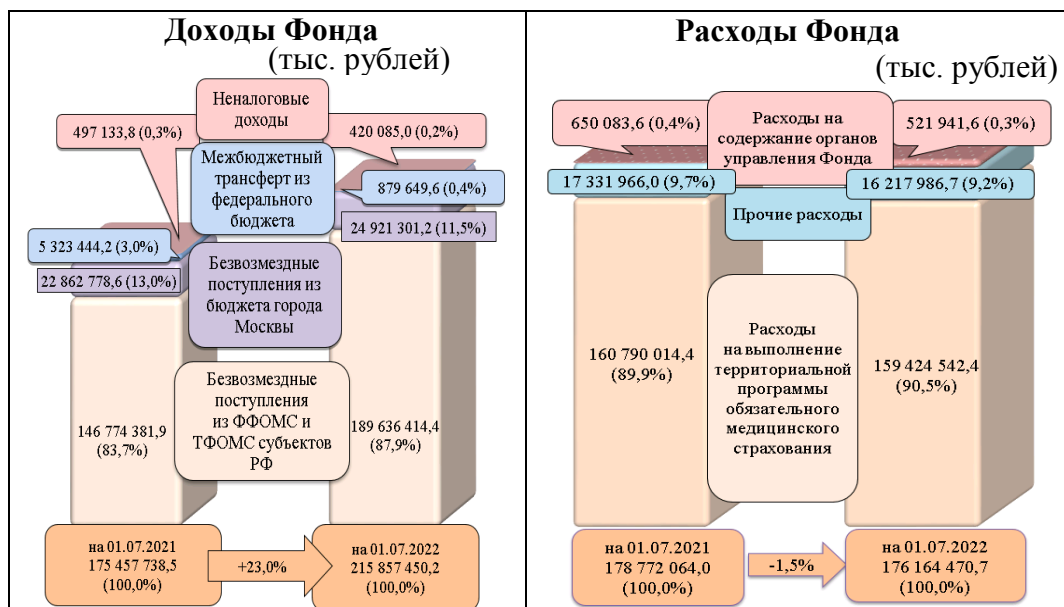 Доходы Фонда
(тыс. рублей)
Неналоговые
доходы
497 133,8 (0,3%)
420 085,0 (0,2%)
Межбюджетный
трансферт из
федерального
бюджета
879 649,6 (0,4%)
24 921 301,2 (11,5%)
5 323 444,2 (3,0%)
22 862 778,6 (13,0%)
Безвозмездные
поступления из
бюджета города
Москвы
Безвозмездные
поступления
из ФФОМС и
ТФОМС субъектов
РФ
146 774 381,9
(83,7%)
189 636 414,4
(87,9%)
на 01.07.2021
175 457 738,5
(100,0%)
+23,0%
на 01.07.2022
215 857 450,2
(100,0%)
Расходы Фонда
(тыс. рублей)
650 083,6 (0,4%)
Расходы на
содержание органов
управления Фонда
521 941,6 (0,3%)
17 331 966,0 (9,7%)
16 217 986,7 (9,2%)
Прочие расходы
160 790 014,4
(89,9%)
Расходы
на выполнение
территориальной
программы
обязательного
медицинского
страхования
159 424 542,4
(90,5%)
на 01.07.2021
178 772 064,0
(100,0%)
-1,5%
на 01.07.2022
176 164 470,7
(100,0%)